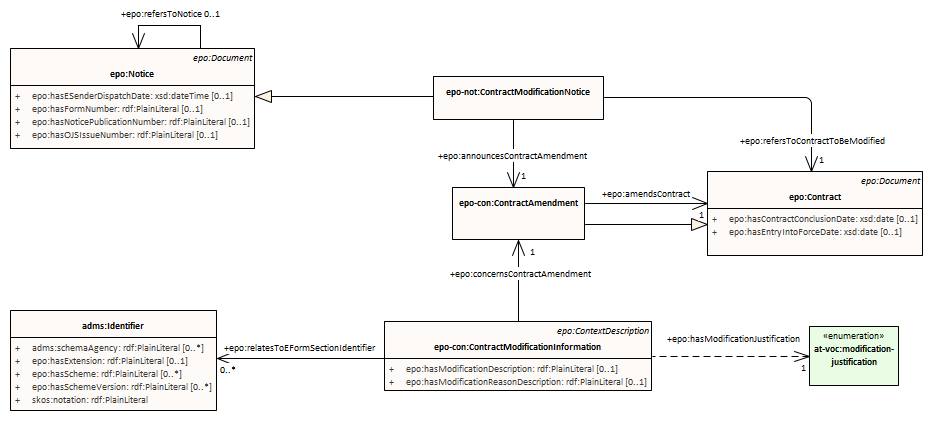 +epo:refersToNotice 0..1
epo:Document
epo:Notice
+ epo:hasESenderDispatchDate: xsd:dateTime [0..1]
+ epo:hasFormNumber: rdf:PlainLiteral [0..1]
+ epo:hasNoticePublicationNumber: rdf:PlainLiteral [0..1]
+ epo:hasOJSIssueNumber: rdf:PlainLiteral [0..1]
epo-not:ContractModificationNotice
+epo:announcesContractAmendment
1
+epo:refersToContractToBeModified
1
epo-con:ContractAmendment
+epo:amendsContract
1
epo:Document
epo:Contract
+ epo:hasContractConclusionDate: xsd:date [0..1]
+ epo:hasEntryIntoForceDate: xsd:date [0..1]
1
+epo:concernsContractAmendment
adms:Identifier
+ adms:schemaAgency: rdf:PlainLiteral [0..*]
+ epo:hasExtension: rdf:PlainLiteral [0..1]
+ epo:hasScheme: rdf:PlainLiteral [0..*]
+ epo:hasSchemeVersion: rdf:PlainLiteral [0..*]
+ skos:notation: rdf:PlainLiteral
+epo:relatesToEFormSectionIdentifier
0..*
epo:ContextDescription
epo-con:ContractModificationInformation
+ epo:hasModificationDescription: rdf:PlainLiteral [0..1]
+ epo:hasModificationReasonDescription: rdf:PlainLiteral [0..1]
+epo:hasModificationJustification
1
«enumeration»
at-voc:modification-
justification